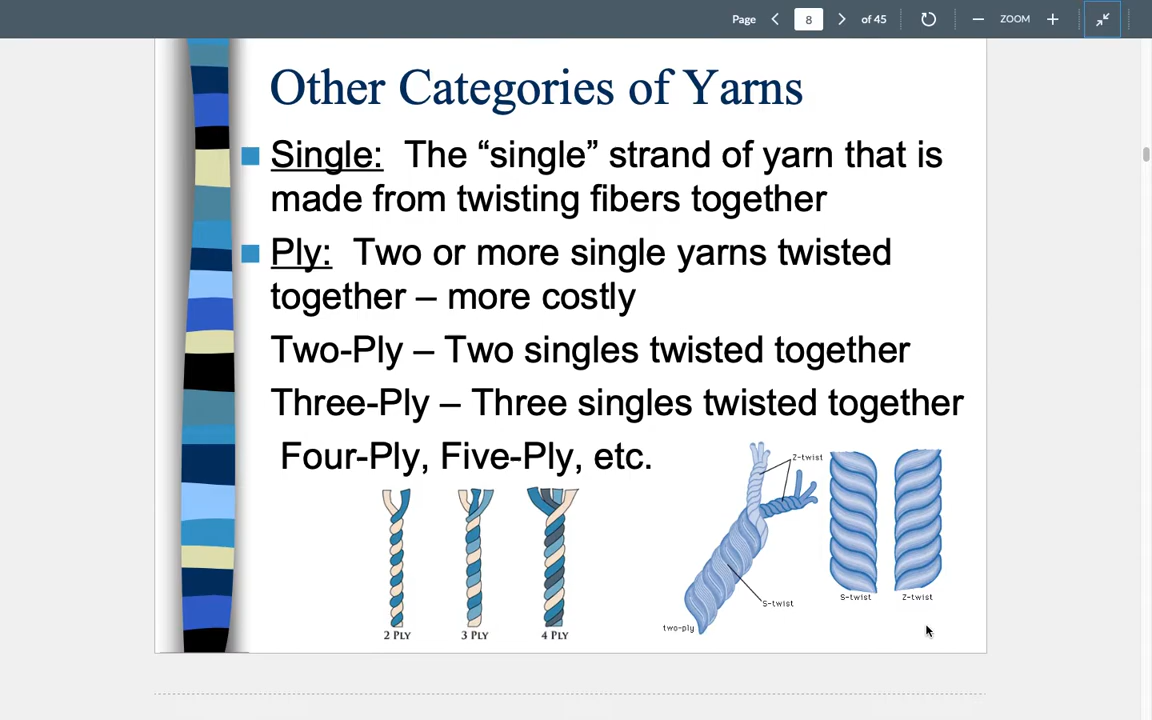 Page 8 of 45 ZOOM
Other Categories of Yarns
Single: The “single” strand of yarn that is
made from twisting fibers together
Ply: Two or more single yarns twisted
together – more costly
Two-Ply – Two singles twisted together
Three-Ply – Three singles twisted together
Four-Ply, Five-Ply, etc.
2 PLY 3 PLY 4 PLY
Z-twist
S-twist
two-ply
S-twist Z-twist